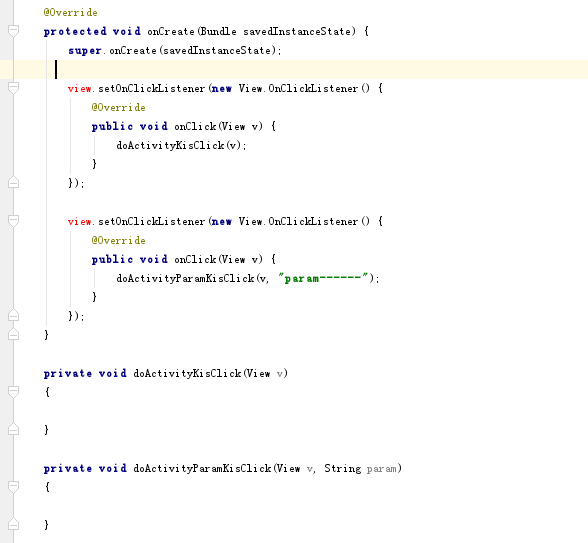 @Override
protected void onCreate(Bundle savedInstanceState) {
super.onCreate(savedInstanceState);
view.setOnClickListener(new View.OnClickListener() {
@Override
public void onClick(View v) {
doActivityKisClick(v);
}
});
view.setOnClickListener(new View.OnClickListener() {
@Override
public void onClick(View v) {
doActivityParamKisClick(v, "param------");
}
});
}
private void doActivityKisClick(View v)
{
}
private void doActivityParamKisClick(View v, String param)
{
}